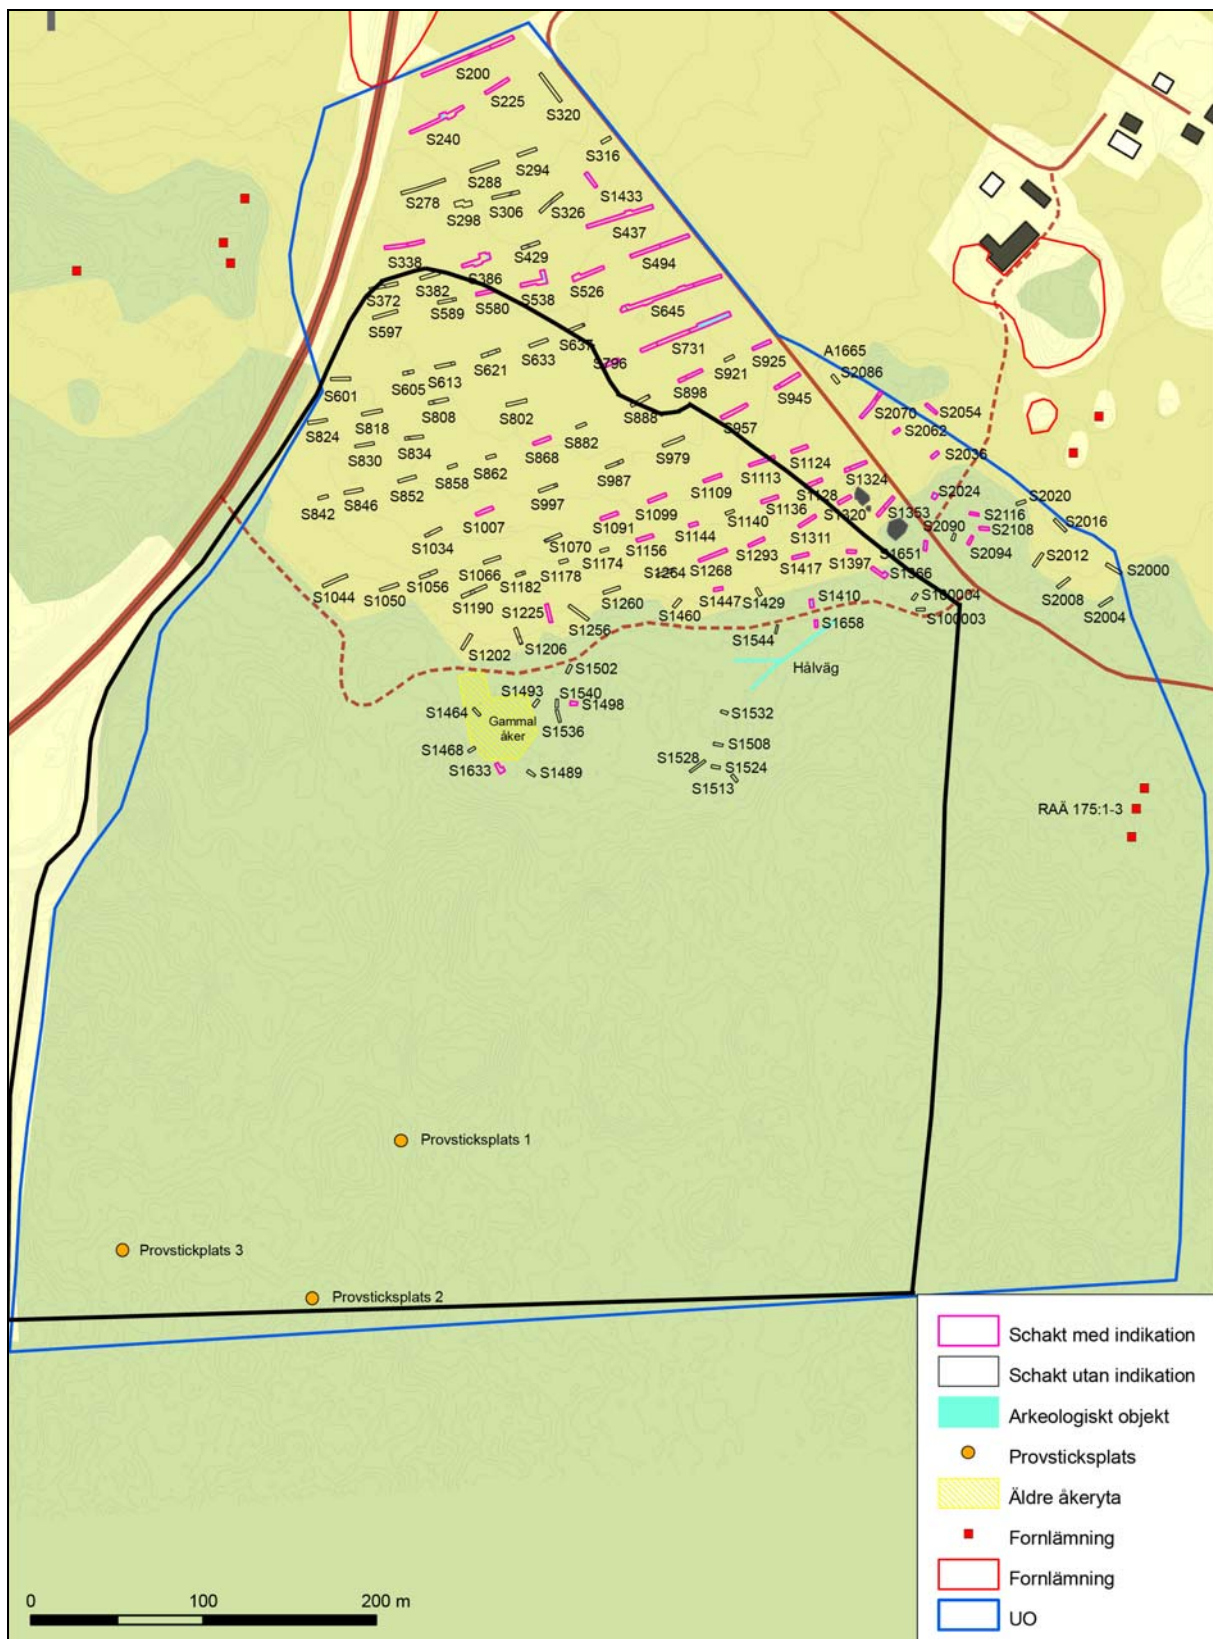 S200
S225
S320
S240
S316
S294
S288
S1433
S278
S306
S326
S298
S437
S429
S494
S338
S386
S526
S382
S538
S372
S580
S589
S645
S597
S637
S633
S731
S796
S925
A1665
S621
S921
S2086
S613
S605
S601
S898
S945
S808
S802
S888
S2054
S2070
S818
S957
S824
S882
S2062
S834
S868
S979
S830
S1124
S2036
S862
S1113
S858
S987
S1324
S852
S1109
S1128
S2024
S846
S997
S1099
S1136
S1320
S2020
S842
S1353
S2116
S1007
S1091
S1140
S2016
S2090
S2108
S1144
S1311
S1034
S1070
S1156
S1293
S1651
S2094
S2012
S1174
S1417
S1397
S1066
S1264
S1268
S1366
S2000
S1178
S1182
S1056
S1050
S1044
S1447
S1429
S1410
S100004
S2008
S1190
S1260
S1225
S1460
S100003
S2004
S1256
S1658
S1544
S1206
S1202
Hålväg
S1502
S1493
S1540
S1498
S1464
Gammal
åker
S1536
S1532
S1468
S1508
S1528
S1633
S1489
S1524
S1513
RAÄ 175:1-3
Provsticksplats 1
Provstickplats 3
Provsticksplats 2
Schakt med indikation
Schakt utan indikation
Arkeologiskt objekt
Provsticksplats
Äldre åkeryta
Fornlämning
Fornlämning
UO
0 100 200 m